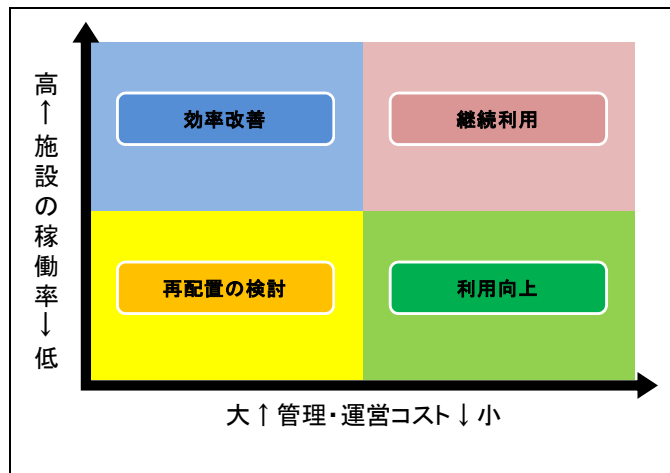 高↑施設の稼働率↓低
効率改善
継続利用
再配置の検討
利用向上
大↑管理・運営コスト↓小